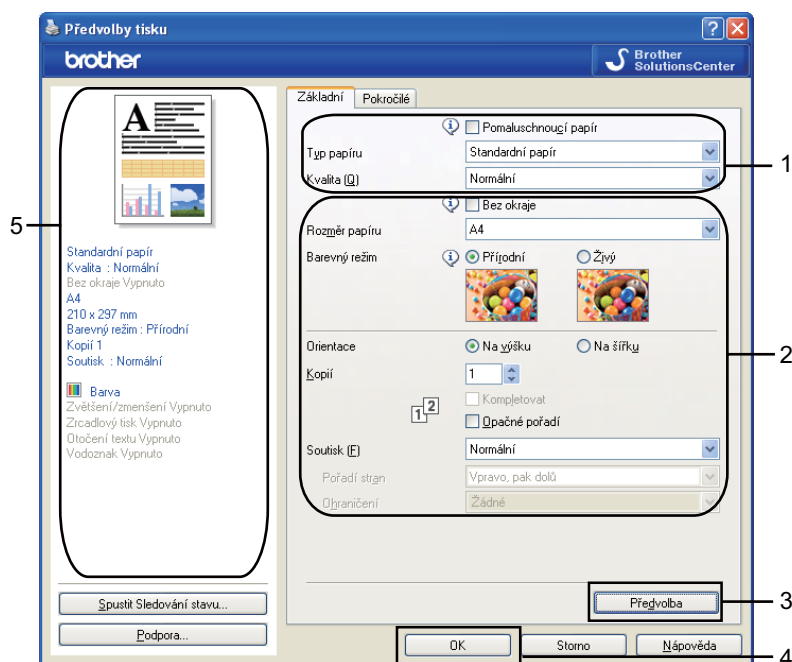 Předvolby tisku
brother
Brother
SolutionsCenter
Základní Pokročilé
Pomaluschnoucí papír
Typ papíru Standardní papír
Kvalita (Q) Normální
1
Bez okraje
Rozměr papíru A4
Barevný režim Přírodní Živý
Orientace Na výšku Na šířku
2
Kopií 1
Kompletovat
12
Opačné pořadí
Soutisk (F) Normální
Pořadí stran Vpravo, pak dolů
Ohraničení Žádné
Předvolba 3
OK Storno Nápověda
4
5
A
Standardní papír
Kvalita : Normální
Bez okraje Vypnuto
A4
210 x 297 mm
Barevný režim : Přírodní
Kopií 1
Soutisk : Normální
Barva
Zvětšení/zmenšení Vypnuto
Zrcadlový tisk Vypnuto
Otočení textu Vypnuto
Vodoznak Vypnuto
Spustit Sledování stavu...
Podpora...